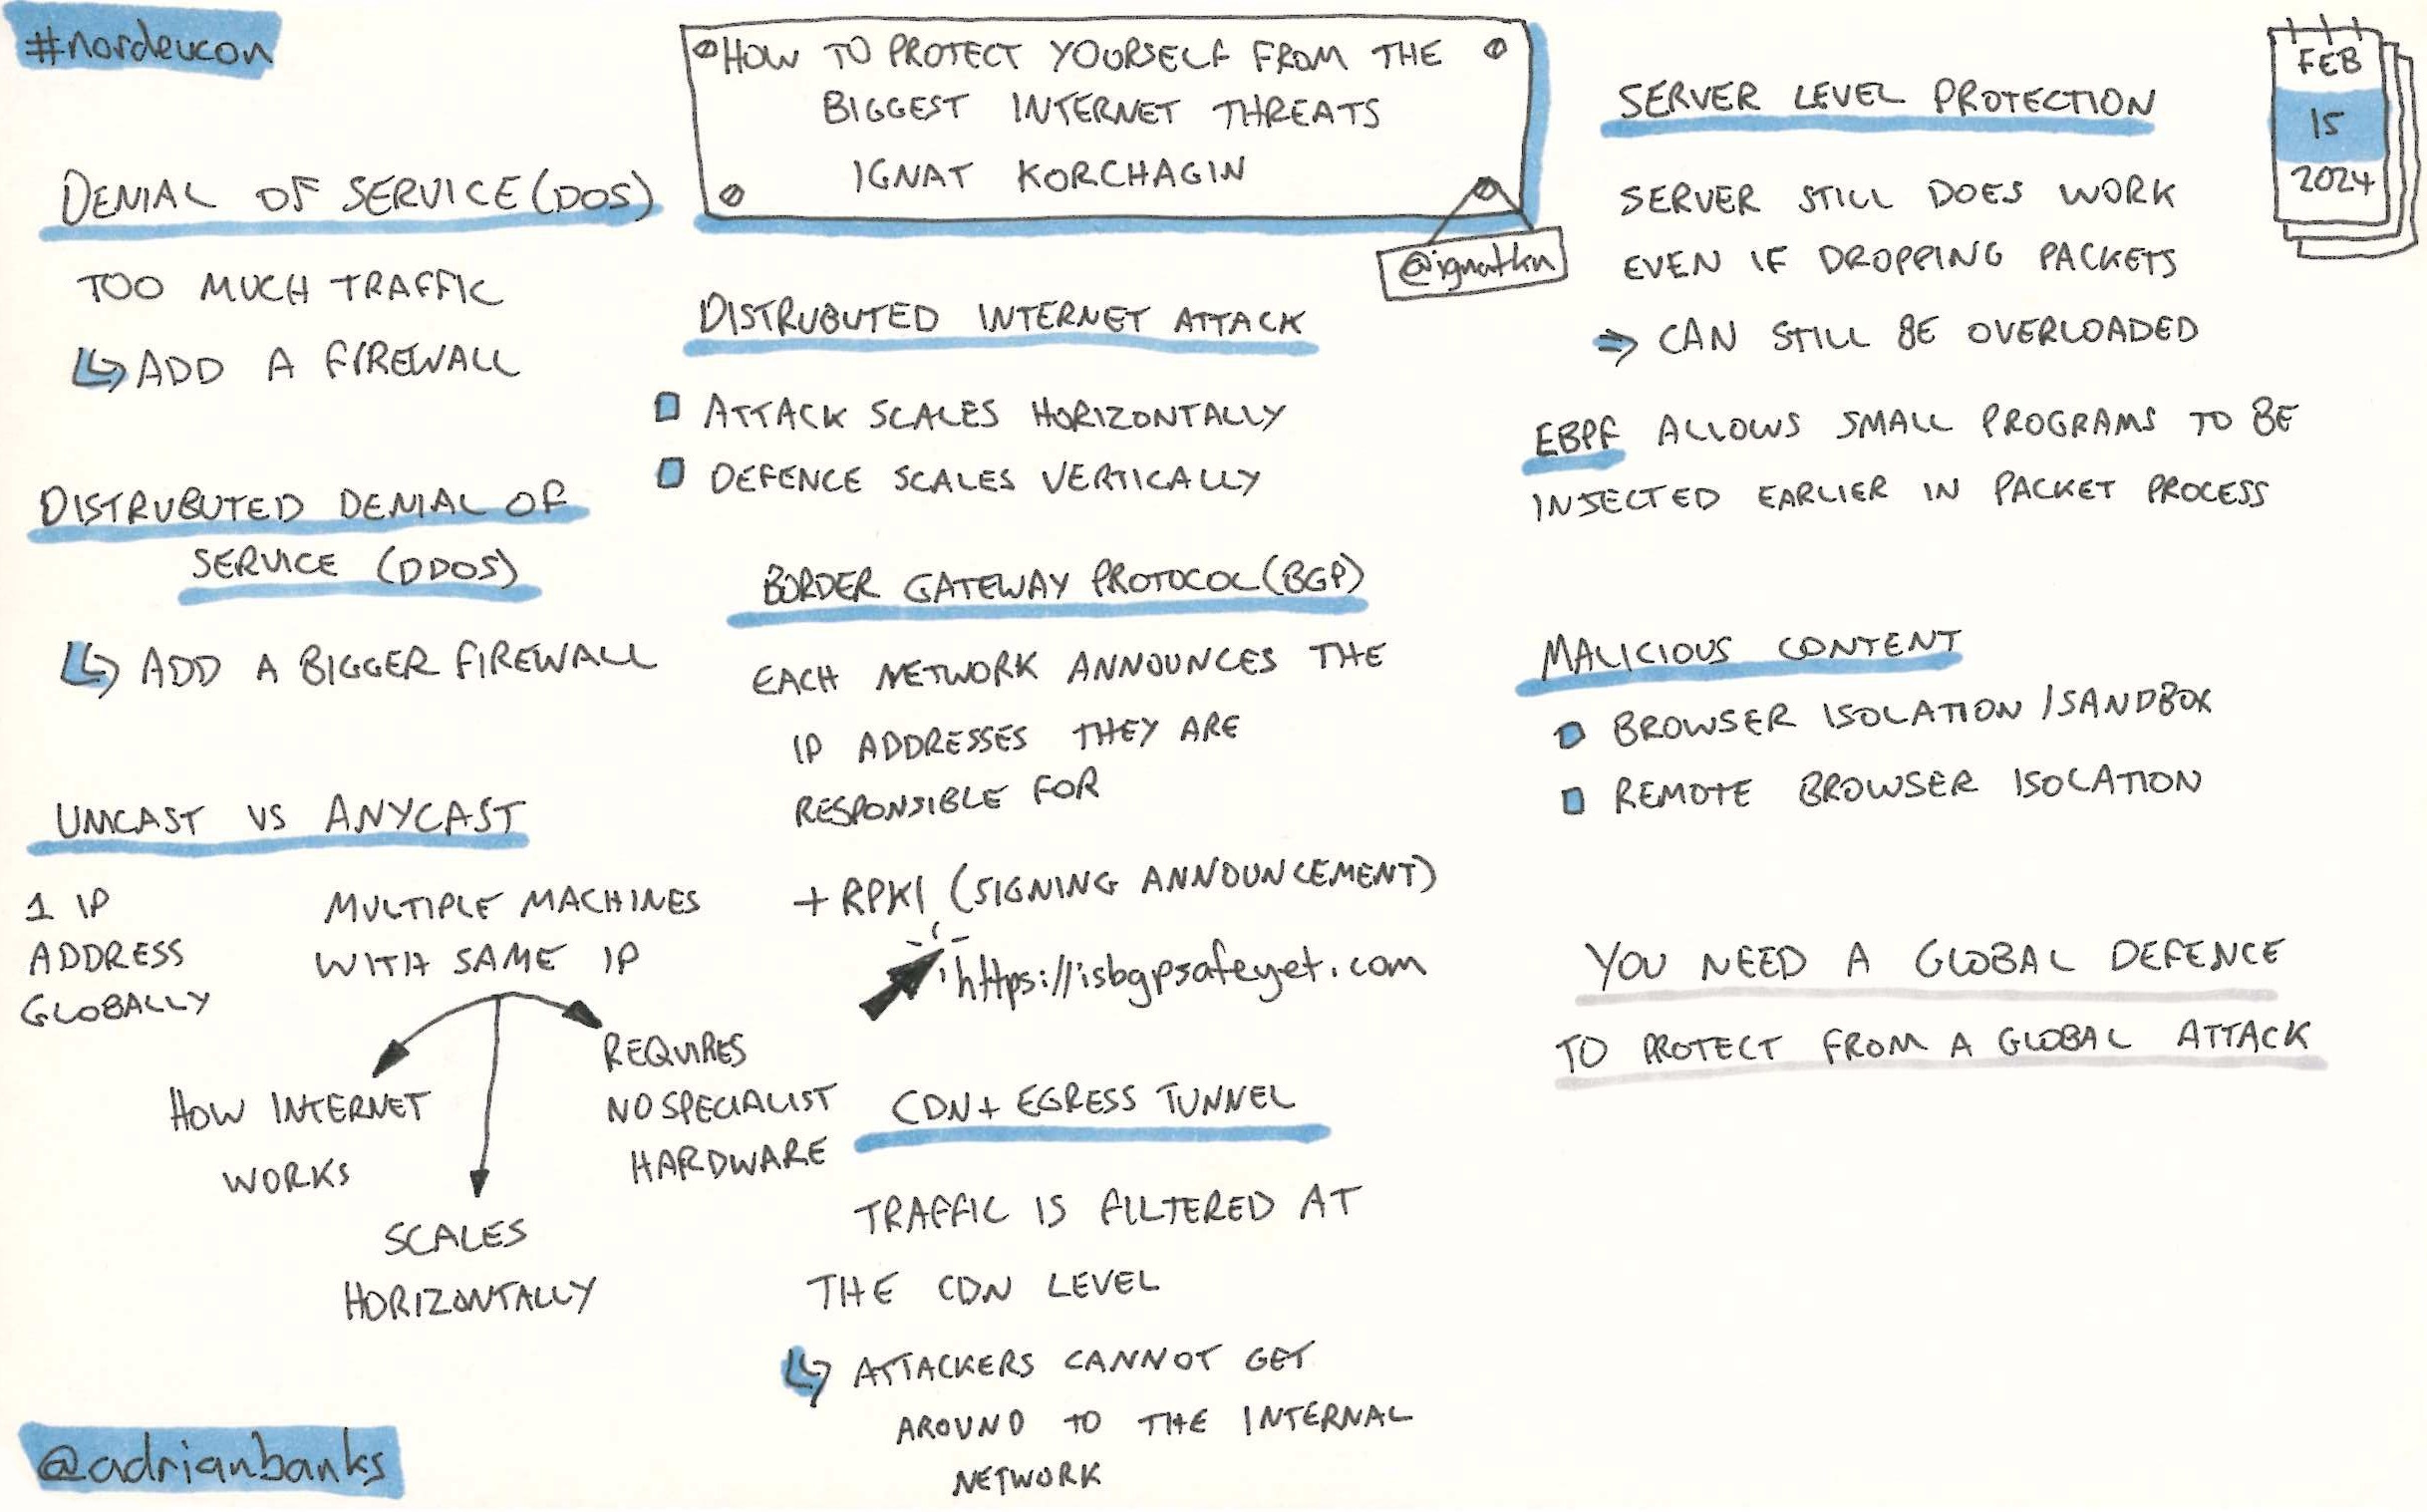 #nordevcon
HOW TO PROTECT YOURSELF FROM THE
BIGGEST INTERNET THREATS
IGNAT KORCHAGIN
@ignatkn
FEB
15
2024
DENIAL OF SERVICE (DOS)
TOO MUCH TRAFFIC
ADD A FIREWALL
DISTRUBUTED DENIAL OF
SERVICE (DDOS)
ADD A BIGGER FIREWALL
UNICAST VS ANYCAST
1 IP
ADDRESS
GLOBALLY
MULTIPLE MACHINES
WITH SAME IP
HOW INTERNET
WORKS
SCALES
HORIZONTALLY
REQUIRES
NO SPECIALIST
HARDWARE
@adrianbanks
DISTRUBUTED INTERNET ATTACK
ATTACK SCALES HORIZONTALLY
DEFENCE SCALES VERTICALLY
BORDER GATEWAY PROTOCOL (BGP)
EACH NETWORK ANNOUNCES THE
IP ADDRESSES THEY ARE
RESPONSIBLE FOR
+ RPKI (SIGNING ANNOUNCEMENT)
https://isbgpsafeyet.com
CDN + EGRESS TUNNEL
TRAFFIC IS FILTERED AT
THE CDN LEVEL
ATTACKERS CANNOT GET
AROUND TO THE INTERNAL
NETWORK
SERVER LEVEL PROTECTION
SERVER STILL DOES WORK
EVEN IF DROPPING PACKETS
⇒ CAN STILL BE OVERLOADED
EBPF ALLOWS SMALL PROGRAMS TO BE
INJECTED EARLIER IN PACKET PROCESS
MALICIOUS CONTENT
BROWSER ISOLATION / SANDBOX
REMOTE BROWSER ISOLATION
YOU NEED A GLOBAL DEFENCE
TO PROTECT FROM A GLOBAL ATTACK